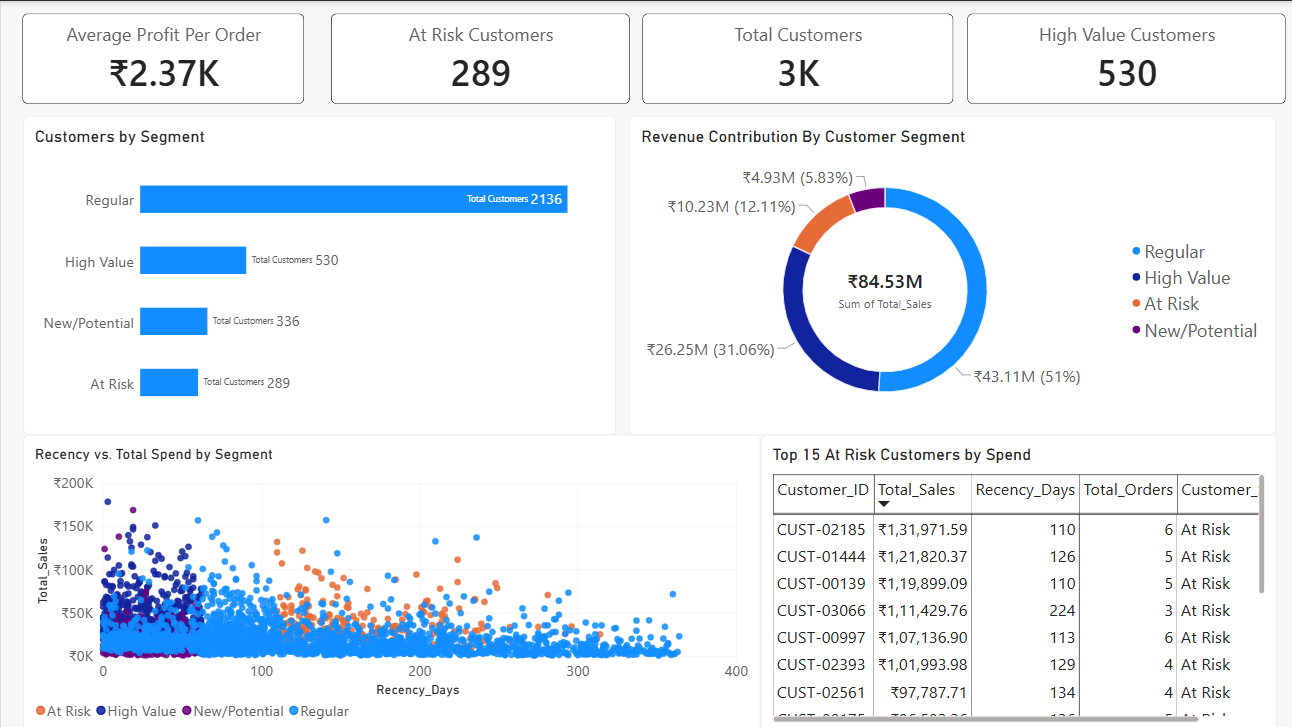 Average Profit Per Order
₹2.37K
At Risk Customers
289
Total Customers
3K
High Value Customers
530
Customers by Segment
Regular
Total Customers 2136
High Value
Total Customers 530
New/Potential
Total Customers 336
At Risk
Total Customers 289
Revenue Contribution By Customer Segment
₹4.93M (5.83%)
₹10.23M (12.11%)
₹84.53M
Sum of Total_Sales
₹26.25M (31.06%)
₹43.11M (51%)
Regular
High Value
At Risk
New/Potential
Recency vs. Total Spend by Segment
Total_Sales
₹200K
₹150K
₹100K
₹50K
₹0K
0 100 200 300 400
Recency_Days
At Risk High Value New/Potential Regular
Top 15 At Risk Customers by Spend
Customer_ID Total_Sales Recency_Days Total_Orders Customer_
CUST-02185 ₹1,31,971.59 110 6 At Risk
CUST-01444 ₹1,21,820.37 126 5 At Risk
CUST-00139 ₹1,19,899.09 110 5 At Risk
CUST-03066 ₹1,11,429.76 224 3 At Risk
CUST-00997 ₹1,07,136.90 113 6 At Risk
CUST-02393 ₹1,01,993.98 129 4 At Risk
CUST-02561 ₹97,787.71 134 4 At Risk